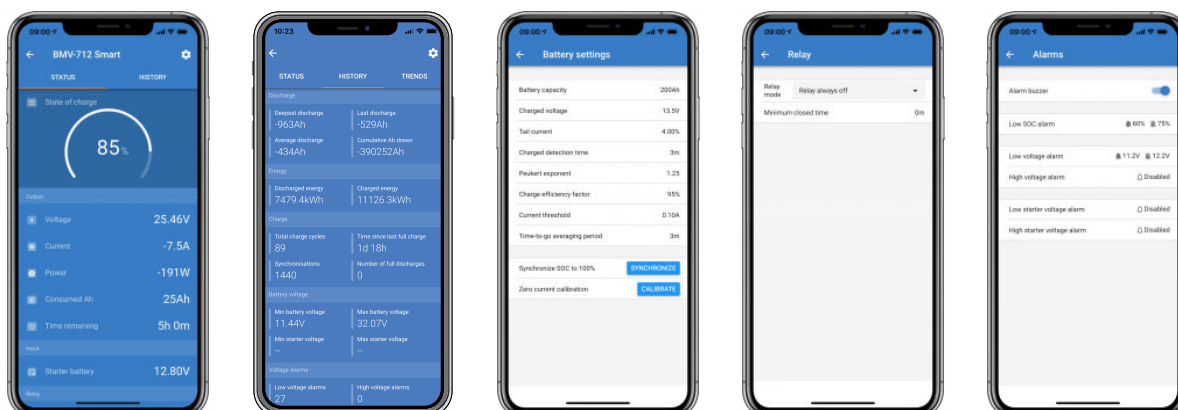 09:00
BMV-712 Smart
STATUS HISTORY
State of charge
85%
Output
Voltage 25.46V
Current -7.5A
Power -191W
Consumed Ah 25Ah
Time remaining 5h 0m
Input
Starter battery 12.80V
Relay
10:23
STATUS HISTORY TRENDS
Discharge
Deepest discharge Last discharge
-963Ah -529Ah
Average discharge Cumulative Ah drawn
-434Ah -390252Ah
Energy
Discharged energy Charged energy
7479.4kWh 11126.3kWh
Charge
Total charge cycles Time since last full charge
89 1d 18h
Synchronisations Number of full discharges
1440 0
Battery voltage
Min battery voltage Max battery voltage
11.44V 32.07V
Min starter voltage Max starter voltage
-- --
Voltage alarms
Low voltage alarms High voltage alarms
27 0
09:00
Battery settings
Battery capacity 200Ah
Charged voltage 13.5V
Tail current 4.00%
Charged detection time 3m
Peukert exponent 1.25
Charge efficiency factor 95%
Current threshold 0.10A
Time-to-go averaging period 3m
Synchronize SOC to 100% SYNCHRONIZE
Zero current calibration CALIBRATE
09:00
Relay
Relay mode Relay always off
Minimum closed time 0m
09:00
Alarms
Alarm buzzer
Low SOC alarm 60% 75%
Low voltage alarm 11.2V 12.2V
High voltage alarm Disabled
Low starter voltage alarm Disabled
High starter voltage alarm Disabled